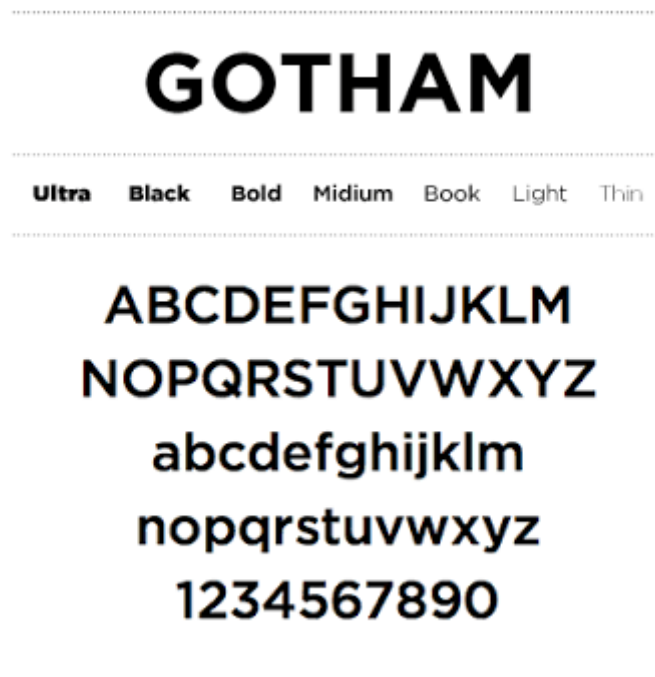 GOTHAM
Ultra Black Bold Midium Book Light Thin
ABCDEFGHIJKLM
NOPQRSTUVWXYZ
abcdefghijklm
nopqrstuvwxyz
1234567890